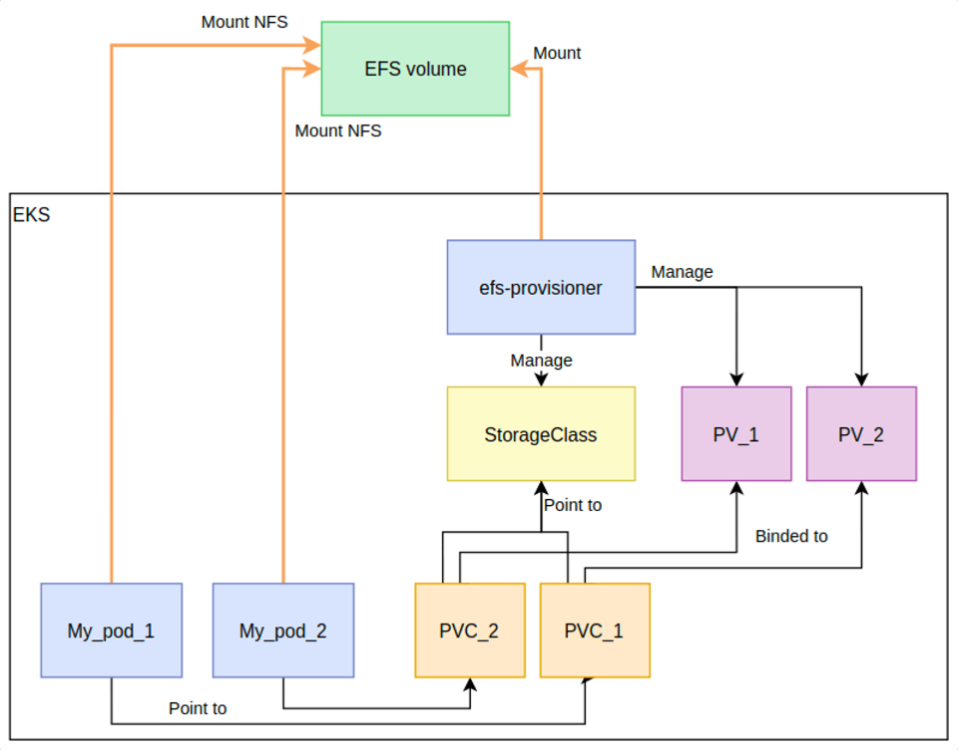 Mount NFS
EFS volume
Mount
Mount NFS
EKS
efs-provisioner
Manage
Manage
StorageClass
PV_1
PV_2
Point to
Binded to
My_pod_1
My_pod_2
PVC_2
PVC_1
Point to